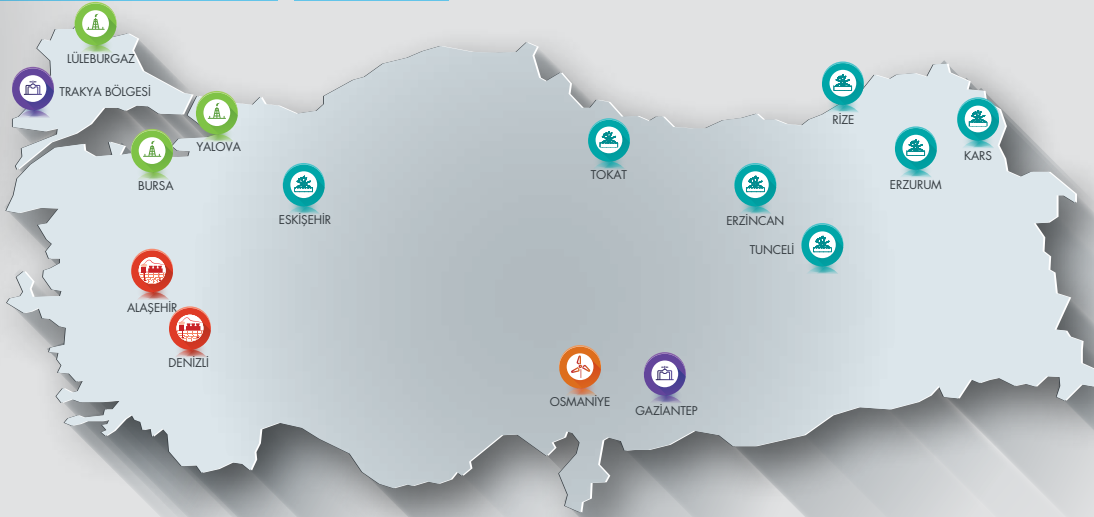 LÜLEBURGAZ
TRAKYA BÖLGESİ
YALOVA
BURSA
ESKİŞEHİR
TOKAT
RİZE
KARS
ERZURUM
ERZİNCAN
TUNCELİ
ALAŞEHİR
DENİZLİ
OSMANİYE
GAZİANTEP